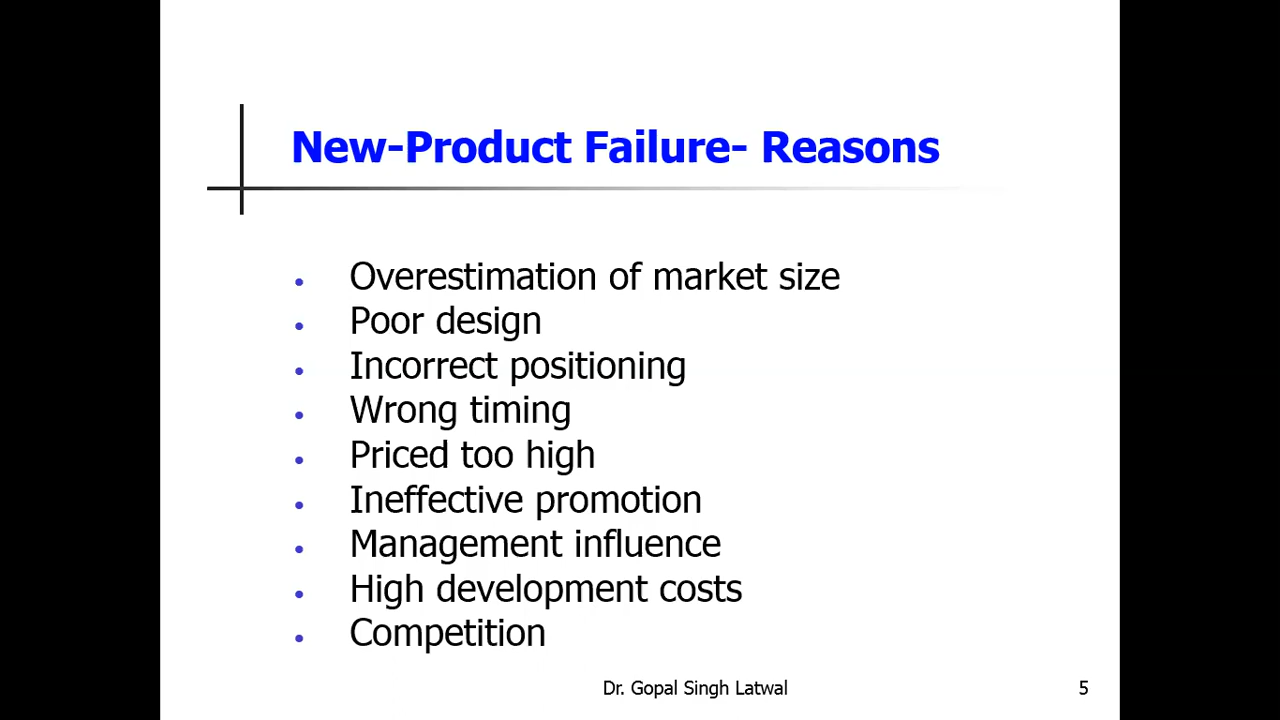 New-Product Failure- Reasons
• Overestimation of market size
• Poor design
• Incorrect positioning
• Wrong timing
• Priced too high
• Ineffective promotion
• Management influence
• High development costs
• Competition
Dr. Gopal Singh Latwal 5